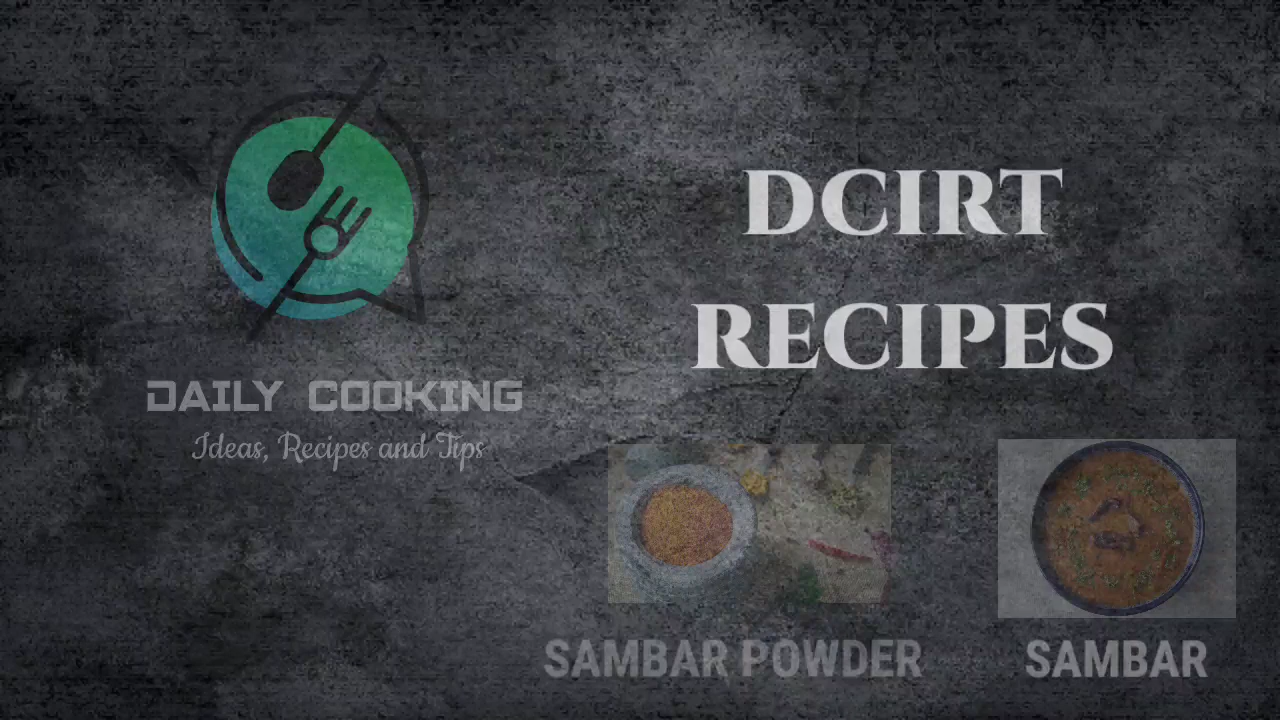 DCIRT
RECIPES
DAILY COOKING
Ideas, Recipes and Tips
SAMBAR POWDER
SAMBAR